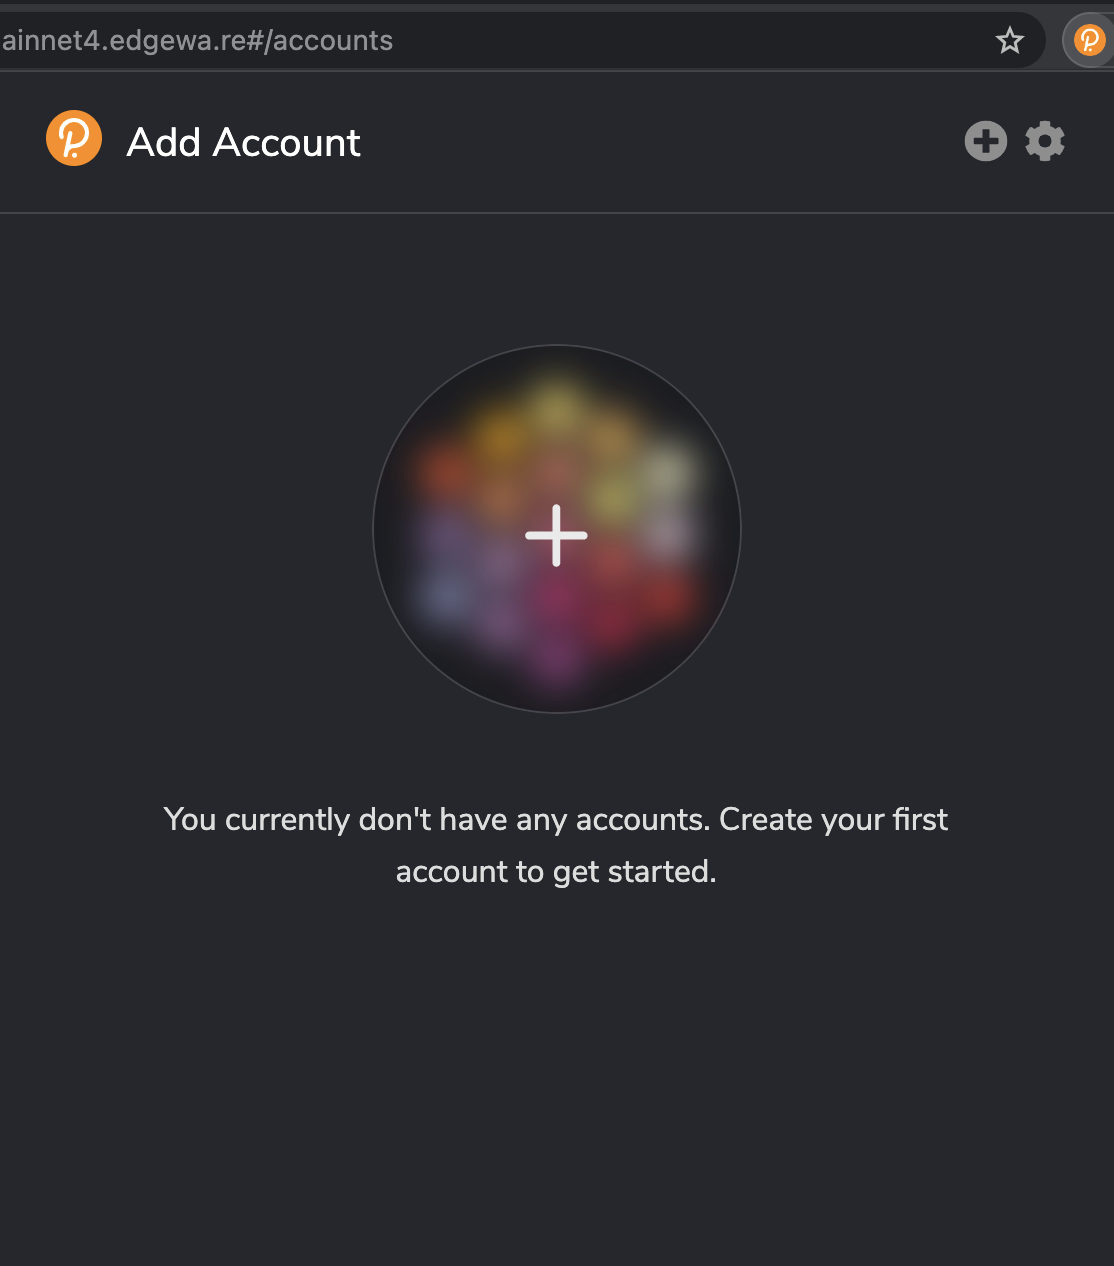 ainnet4.edgewa.re#/accounts
Add Account
You currently don't have any accounts. Create your first
account to get started.